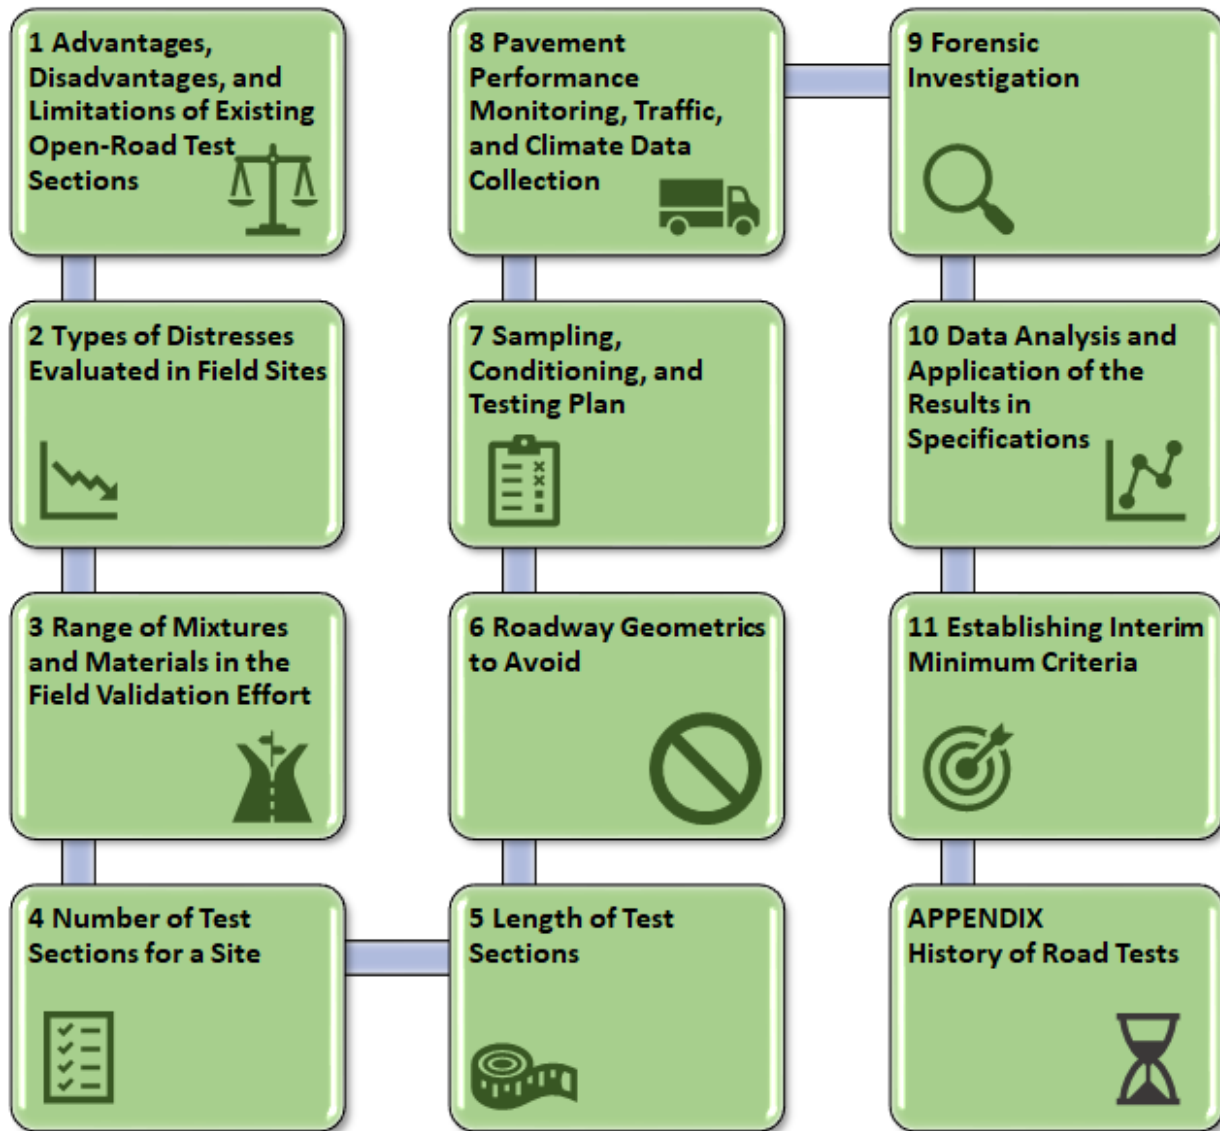 1 Advantages,
Disadvantages, and
Limitations of Existing
Open-Road Test
Sections
2 Types of Distresses
Evaluated in Field Sites
3 Range of Mixtures
and Materials in the
Field Validation Effort
4 Number of Test
Sections for a Site
5 Length of Test
Sections
6 Roadway Geometrics
to Avoid
7 Sampling,
Conditioning, and
Testing Plan
8 Pavement
Performance
Monitoring, Traffic,
and Climate Data
Collection
9 Forensic
Investigation
10 Data Analysis and
Application of the
Results in
Specifications
11 Establishing Interim
Minimum Criteria
APPENDIX
History of Road Tests